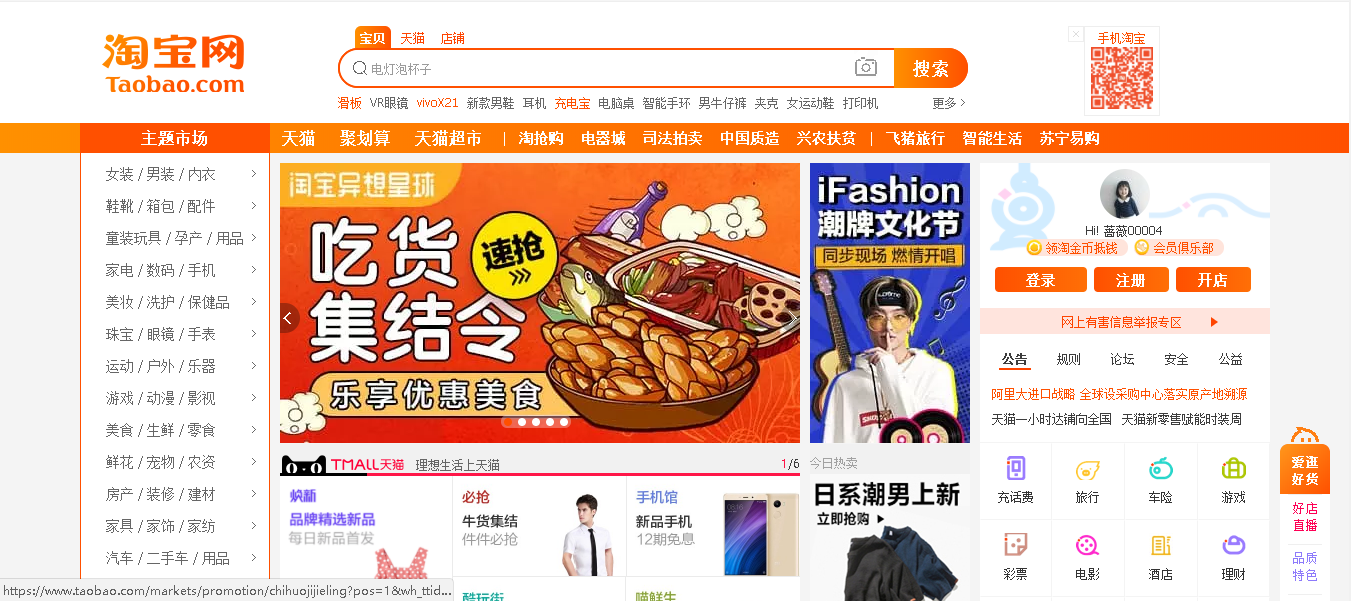 淘宝网
Taobao.com
宝贝 天猫 店铺
电灯泡杯子
搜索
滑板 VR眼镜 vivoX21 新款男鞋 耳机 充电宝 电脑桌 智能手环 男牛仔裤 夹克 女运动鞋 打印机 更多
手机淘宝
主题市场 天猫 聚划算 天猫超市 | 淘抢购 电器城 司法拍卖 中国质造 兴农扶贫 | 飞猪旅行 智能生活 苏宁易购
女装 / 男装 / 内衣
鞋靴 / 箱包 / 配件
童装玩具 / 孕产 / 用品
家电 / 数码 / 手机
美妆 / 洗护 / 保健品
珠宝 / 眼镜 / 手表
运动 / 户外 / 乐器
游戏 / 动漫 / 影视
美食 / 生鲜 / 零食
鲜花 / 宠物 / 农资
房产 / 装修 / 建材
家具 / 家饰 / 家纺
汽车 / 二手车 / 用品
淘宝异想星球
吃货
集结令
速抢
乐享优惠美食
TMALL天猫 理想生活上天猫 1/6
焕新
品牌精选新品
每日新品首发
必抢
牛货集结
件件必抢
手机馆
新品手机
12期免息
酷玩街
喵鲜生
iFashion
潮牌文化节
同步现场 燃情开唱
今日热卖
日系潮男上新
立即抢购
Hi! 蔷薇00004
领淘金币抵钱 会员俱乐部
登录 注册 开店
网上有害信息举报专区
公告 规则 论坛 安全 公益
阿里大进口战略 全球设采购中心落实原产地溯源
天猫一小时达铺向全国 天猫新零售赋能时装周
充话费 旅行 车险 游戏
彩票 电影 酒店 理财
爱逛
好货
好店
直播
品质
特色
https://www.taobao.com/markets/promotion/chihuojijieling?pos=1&wh_ttid...